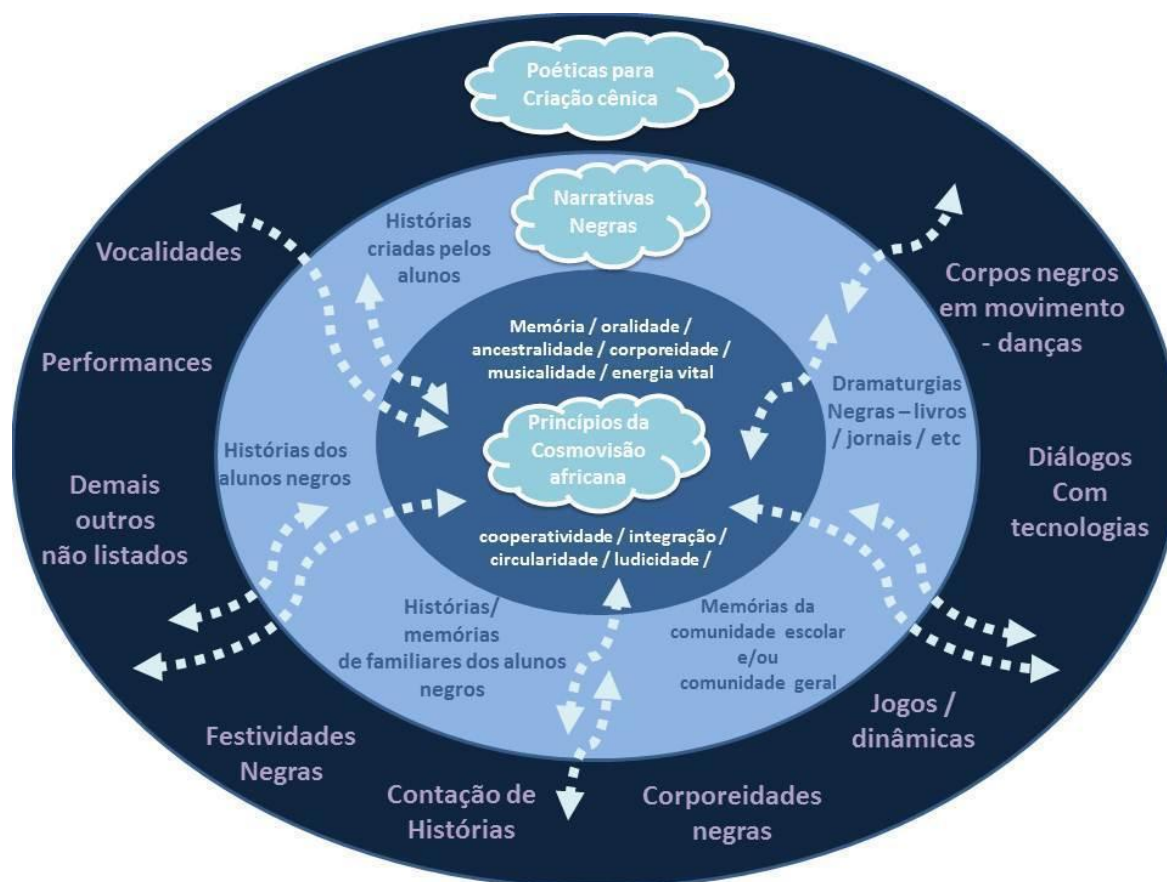 Poéticas para
Criação cênica
Narrativas
Negras
Histórias
criadas pelos
alunos
Vocalidades
Corpos negros
em movimento
- danças
Performances
Memória / oralidade /
ancestralidade / corporeidade /
musicalidade / energia vital
Dramaturgias
Negras – livros
/ jornais / etc
Princípios da
Cosmovisão
africana
Histórias dos
alunos negros
Demais
outros
não listados
Diálogos
Com
tecnologias
cooperatividade / integração /
circularidade / ludicidade /
Histórias/
memórias
de familiares dos alunos
negros
Memórias da
comunidade escolar
e/ou
comunidade geral
Jogos /
dinâmicas
Festividades
Negras
Contação de
Histórias
Corporeidades
negras